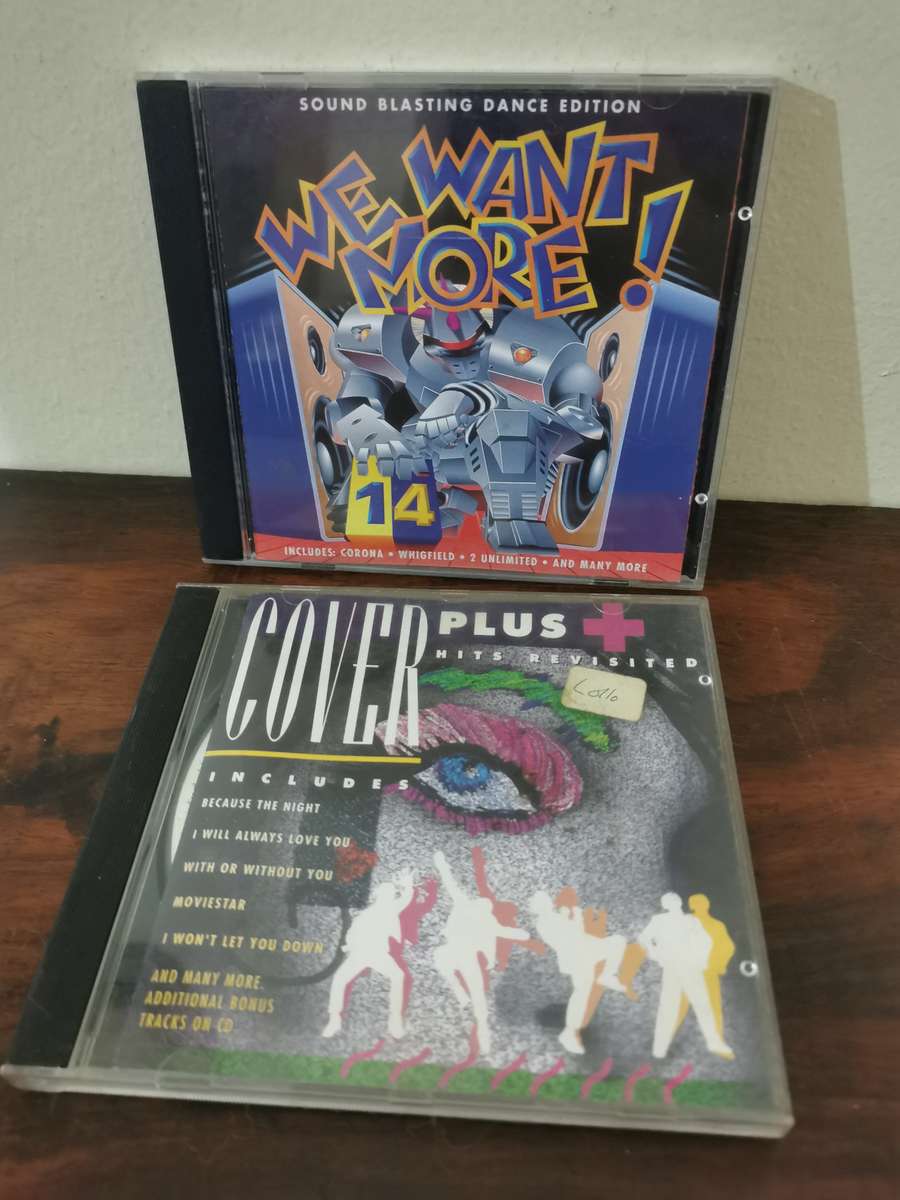 SOUND BLASTING DANCE EDITION
WE WANT
MORE!
14
INCLUDES: CORONA • WHIGFIELD • 2 UNLIMITED • AND MANY MORE
COVER PLUS +
HITS REVISITED
INCLUDES
BECAUSE THE NIGHT
I WILL ALWAYS LOVE YOU
WITH OR WITHOUT YOU
MOVIESTAR
I WON'T LET YOU DOWN
AND MANY MORE.
ADDITIONAL BONUS
TRACKS ON CD